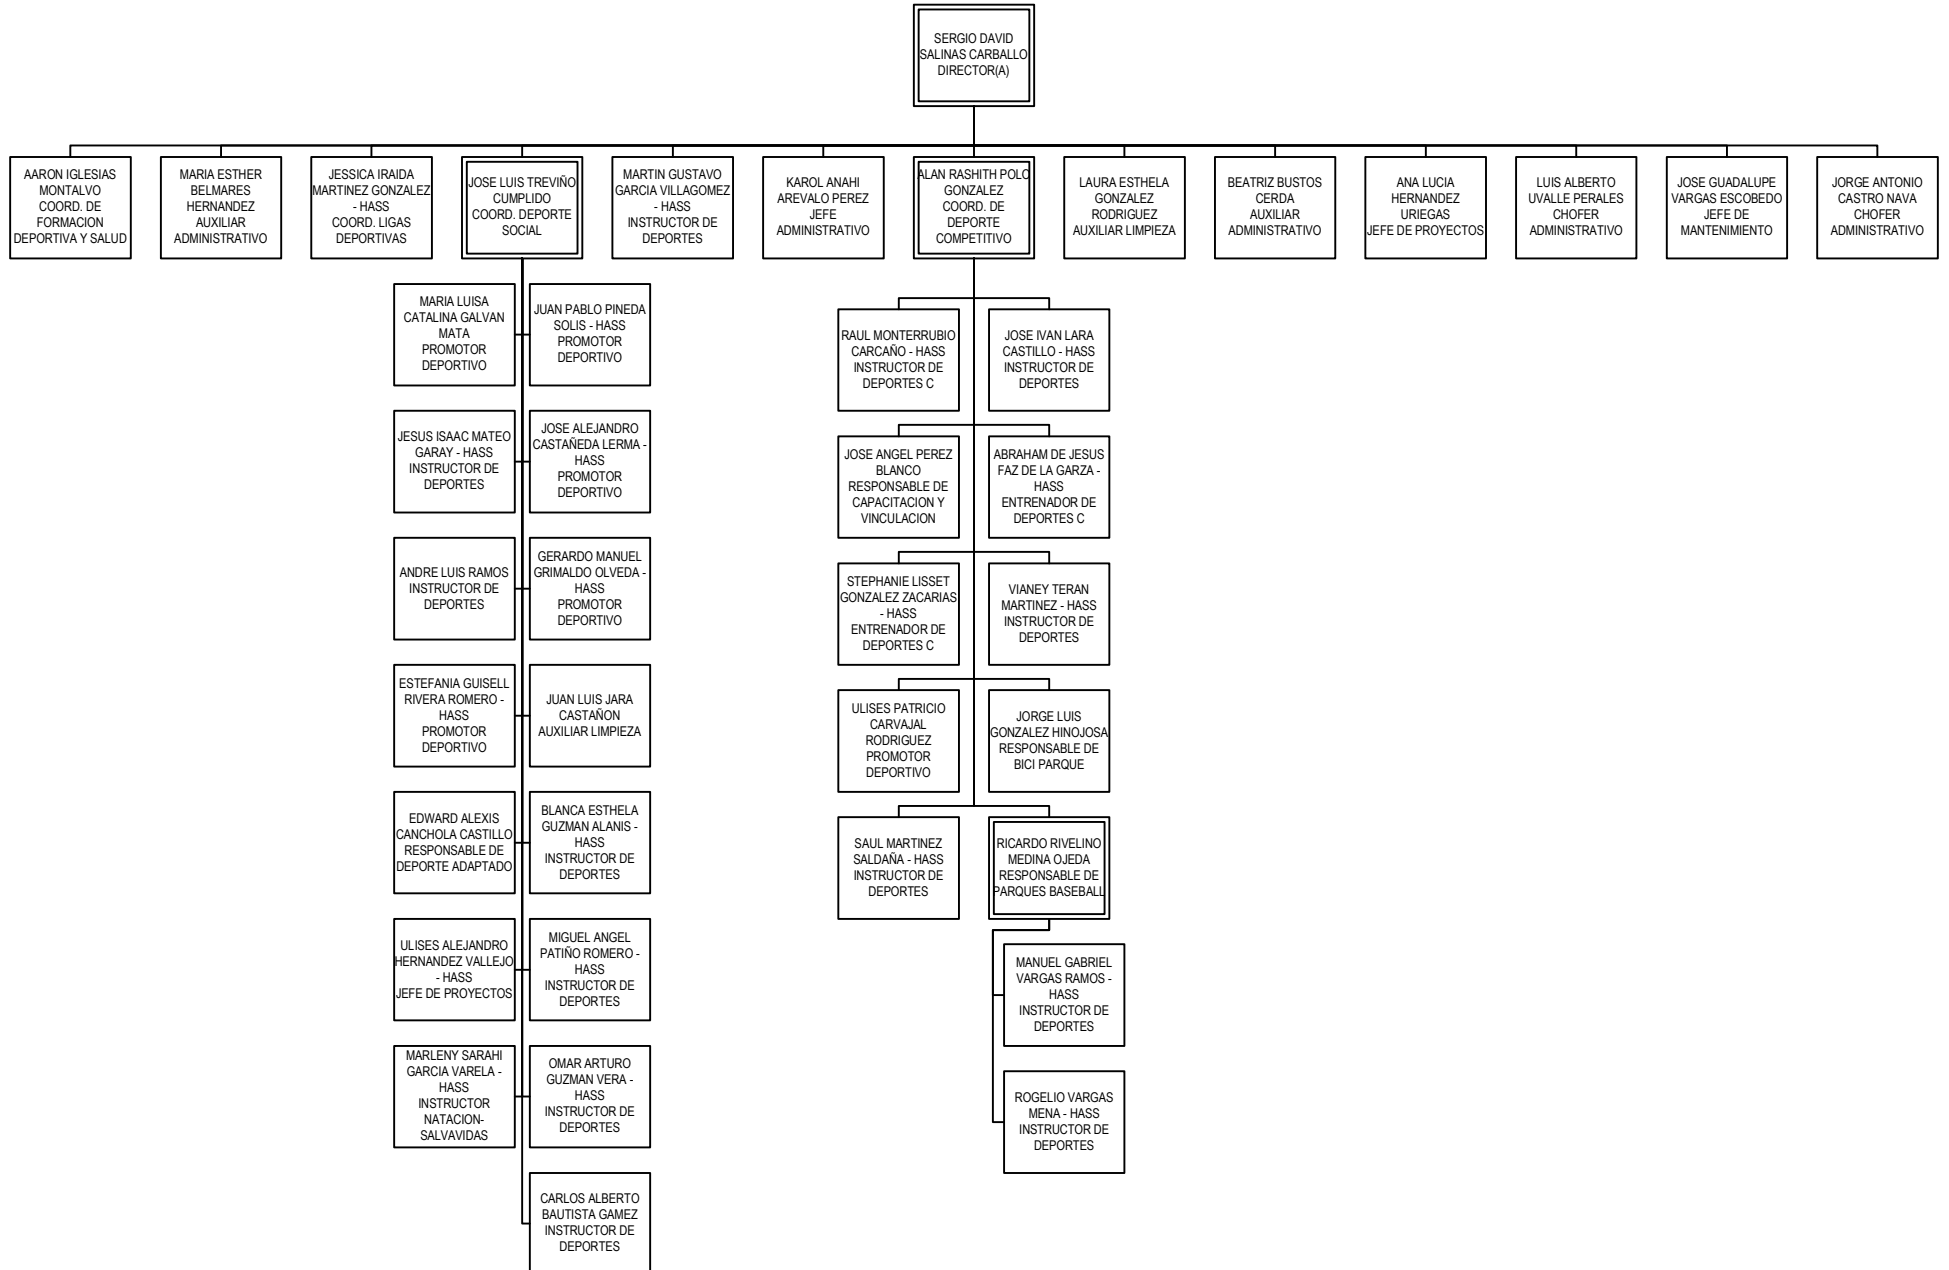 SERGIO DAVID
SALINAS CARBALLO
DIRECTOR(A)
AARON IGLESIAS
MONTALVO
COORD. DE
FORMACION
DEPORTIVA Y SALUD
MARIA ESTHER
BELMARES
HERNANDEZ
AUXILIAR
ADMINISTRATIVO
JESSICA IRAIDA
MARTINEZ GONZALEZ
- HASS
COORD. LIGAS
DEPORTIVAS
JOSE LUIS TREVIÑO
CUMPLIDO
COORD. DEPORTE
SOCIAL
MARTIN GUSTAVO
GARCIA VILLAGOMEZ
- HASS
INSTRUCTOR DE
DEPORTES
KAROL ANAHI
AREVALO PEREZ
JEFE
ADMINISTRATIVO
ALAN RASHITH POLO
GONZALEZ
COORD. DE
DEPORTE
COMPETITIVO
LAURA ESTHELA
GONZALEZ
RODRIGUEZ
AUXILIAR LIMPIEZA
BEATRIZ BUSTOS
CERDA
AUXILIAR
ADMINISTRATIVO
ANA LUCIA
HERNANDEZ
URIEGAS
JEFE DE PROYECTOS
LUIS ALBERTO
UVALLE PERALES
CHOFER
ADMINISTRATIVO
JOSE GUADALUPE
VARGAS ESCOBEDO
JEFE DE
MANTENIMIENTO
JORGE ANTONIO
CASTRO NAVA
CHOFER
ADMINISTRATIVO
MARIA LUISA
CATALINA GALVAN
MATA
PROMOTOR
DEPORTIVO
JUAN PABLO PINEDA
SOLIS - HASS
PROMOTOR
DEPORTIVO
JESUS ISAAC MATEO
GARAY - HASS
INSTRUCTOR DE
DEPORTES
JOSE ALEJANDRO
CASTAÑEDA LERMA -
HASS
PROMOTOR
DEPORTIVO
ANDRE LUIS RAMOS
INSTRUCTOR DE
DEPORTES
GERARDO MANUEL
GRIMALDO OLVEDA -
HASS
PROMOTOR
DEPORTIVO
ESTEFANIA GUISELL
RIVERA ROMERO -
HASS
PROMOTOR
DEPORTIVO
JUAN LUIS JARA
CASTAÑON
AUXILIAR LIMPIEZA
EDWARD ALEXIS
CANCHOLA CASTILLO
RESPONSABLE DE
DEPORTE ADAPTADO
BLANCA ESTHELA
GUZMAN ALANIS -
HASS
INSTRUCTOR DE
DEPORTES
ULISES ALEJANDRO
HERNANDEZ VALLEJO
- HASS
JEFE DE PROYECTOS
MIGUEL ANGEL
PATIÑO ROMERO -
HASS
INSTRUCTOR DE
DEPORTES
MARLENY SARAHI
GARCIA VARELA -
HASS
INSTRUCTOR
NATACION-
SALVAVIDAS
OMAR ARTURO
GUZMAN VERA -
HASS
INSTRUCTOR DE
DEPORTES
CARLOS ALBERTO
BAUTISTA GAMEZ
INSTRUCTOR DE
DEPORTES
RAUL MONTERRUBIO
CARCAÑO - HASS
INSTRUCTOR DE
DEPORTES C
JOSE IVAN LARA
CASTILLO - HASS
INSTRUCTOR DE
DEPORTES
JOSE ANGEL PEREZ
BLANCO
RESPONSABLE DE
CAPACITACION Y
VINCULACION
ABRAHAM DE JESUS
FAZ DE LA GARZA -
HASS
ENTRENADOR DE
DEPORTES C
STEPHANIE LISSET
GONZALEZ ZACARIAS
- HASS
ENTRENADOR DE
DEPORTES C
VIANEY TERAN
MARTINEZ - HASS
INSTRUCTOR DE
DEPORTES
ULISES PATRICIO
CARVAJAL
RODRIGUEZ
PROMOTOR
DEPORTIVO
JORGE LUIS
GONZALEZ HINOJOSA
RESPONSABLE DE
BICI PARQUE
SAUL MARTINEZ
SALDAÑA - HASS
INSTRUCTOR DE
DEPORTES
RICARDO RIVELINO
MEDINA OJEDA
RESPONSABLE DE
PARQUES BASEBALL
MANUEL GABRIEL
VARGAS RAMOS -
HASS
INSTRUCTOR DE
DEPORTES
ROGELIO VARGAS
MENA - HASS
INSTRUCTOR DE
DEPORTES